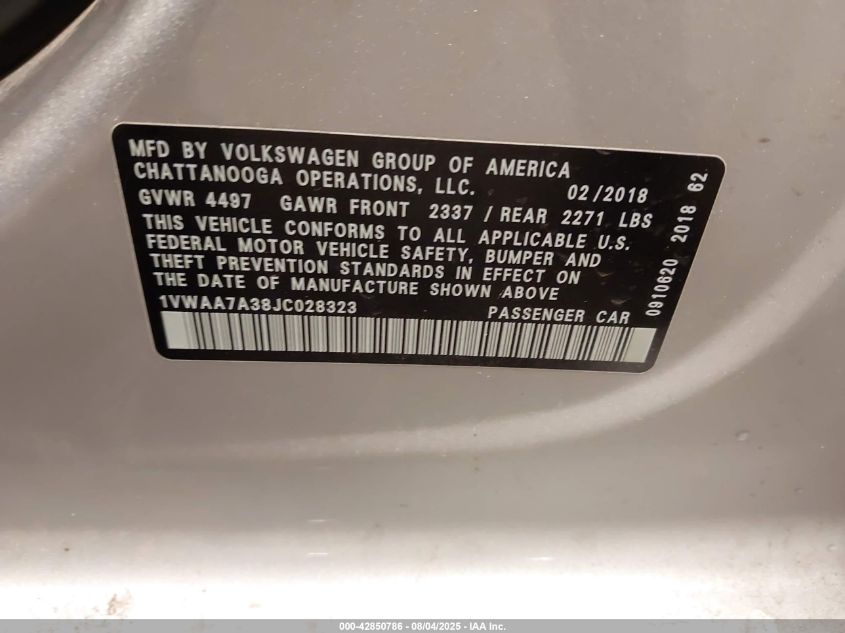 MFD BY VOLKSWAGEN GROUP OF AMERICA
CHATTANOOGA OPERATIONS, LLC. 02/2018
GVWR 4497 GAWR FRONT 2337 / REAR 2271 LBS
THIS VEHICLE CONFORMS TO ALL APPLICABLE U.S.
FEDERAL MOTOR VEHICLE SAFETY, BUMPER AND
THEFT PREVENTION STANDARDS IN EFFECT ON
THE DATE OF MANUFACTURE SHOWN ABOVE
1VWAA7A38JC028323 PASSENGER CAR
0910620 2018 62
000-42850786 - 08/04/2025 - IAA Inc.